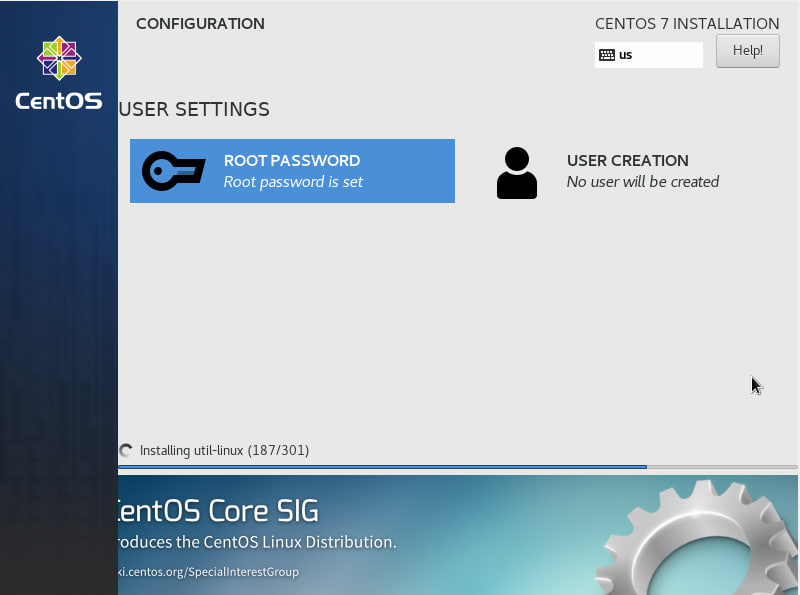 CONFIGURATION
CENTOS 7 INSTALLATION
us
Help!
CentOS
USER SETTINGS
ROOT PASSWORD
Root password is set
USER CREATION
No user will be created
Installing util-linux (187/301)
entOS Core SIG
roduces the CentOS Linux Distribution.
ki.centos.org/SpecialInterestGroup